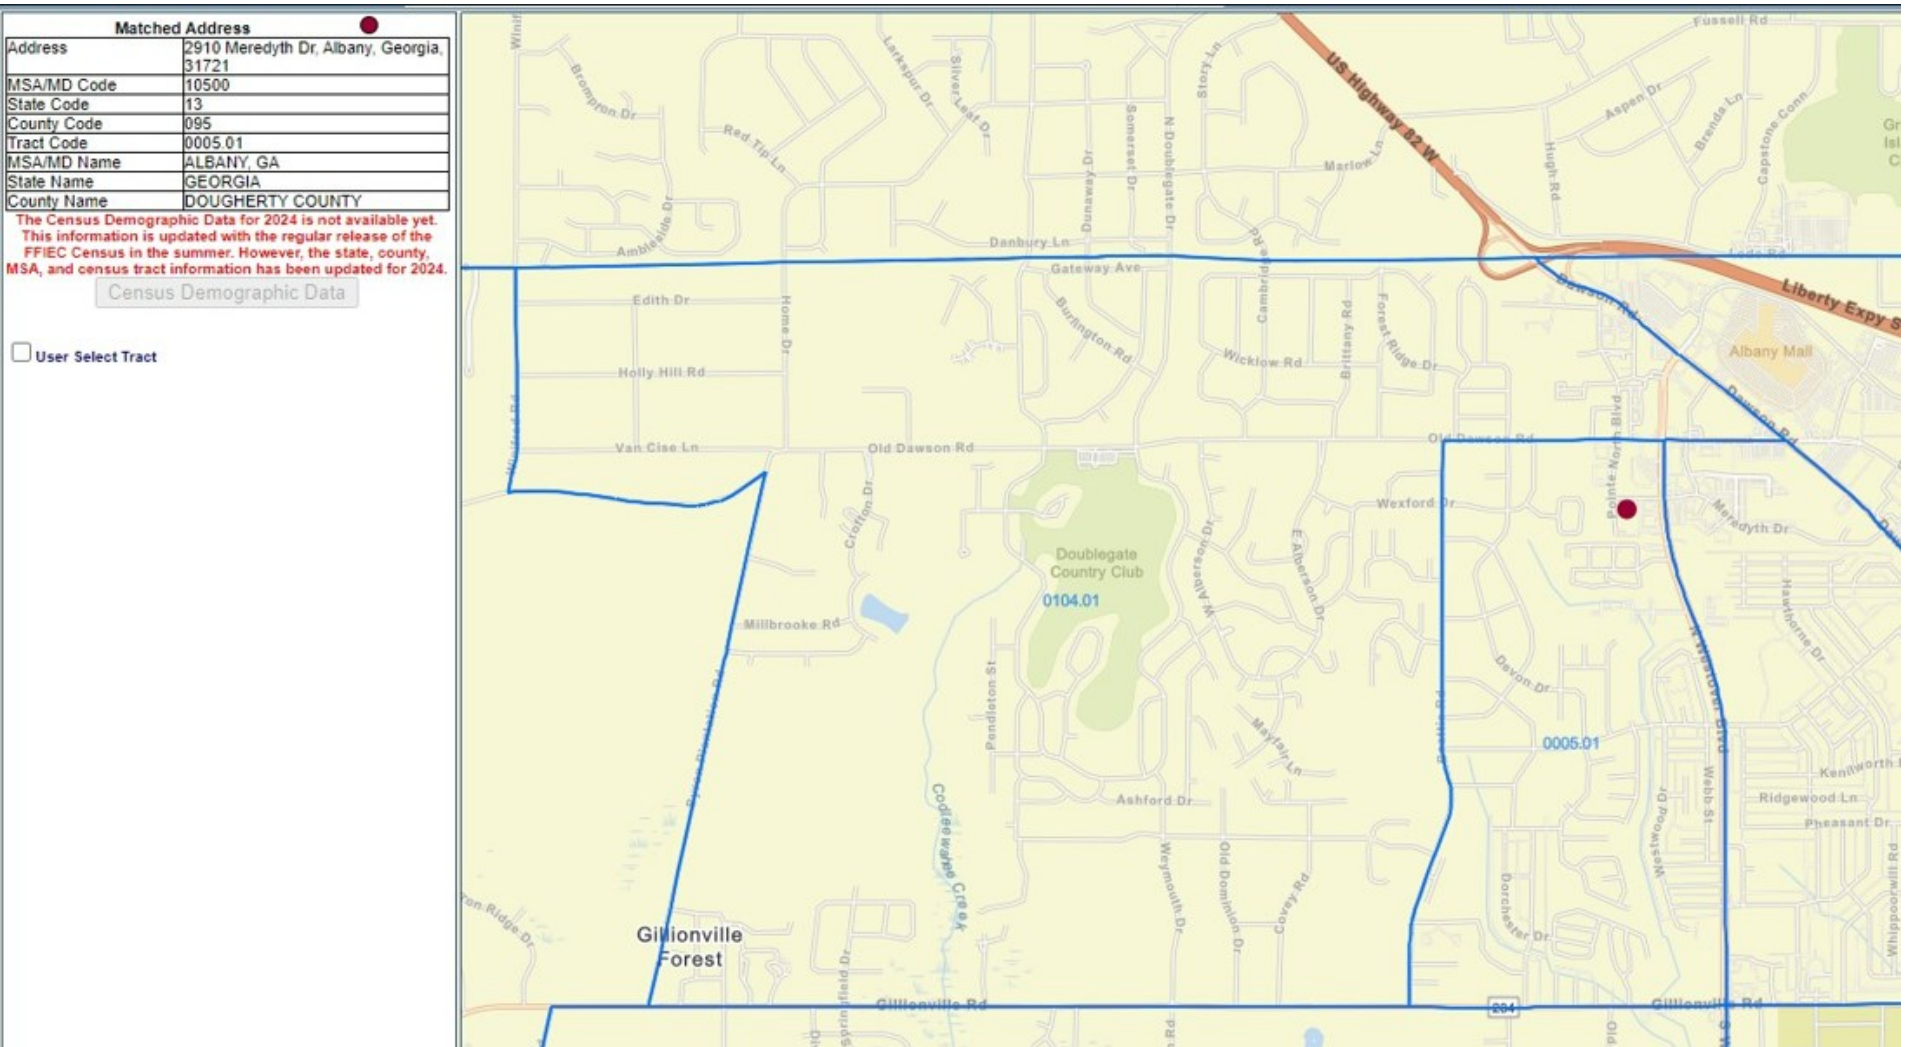 Matched Address
Address 2910 Meredyth Dr, Albany, Georgia,
31721
MSA/MD Code 10500
State Code 13
County Code 095
Tract Code 0005.01
MSA/MD Name ALBANY, GA
State Name GEORGIA
County Name DOUGHERTY COUNTY
The Census Demographic Data for 2024 is not available yet.
This information is updated with the regular release of the
FFIEC Census in the summer. However, the state, county,
MSA, and census tract information has been updated for 2024.
Census Demographic Data
User Select Tract
Fussell Rd
US Highway 82 W
Larkspur Dr
Silver Leaf Dr
Story Ln
Brompron Dr
Red Tip Ln
Somerset Dr
N Doublegate Dr
Dunaway Dr
Marlow Ln
Hugh Rd
Aspen Dr
Brenda Ln
Capstone Conn
Ambleside Dr
Danbury Ln
Gateway Ave
Cambridge Rd
Liberty Expy S
Dawson Rd
Edith Dr
Home Dr
Burlington Rd
Brittany Rd
Forest Ridge Dr
Wicklow Rd
Albany Mall
Holly Hill Rd
Winifred Rd
Van Cise Ln
Old Dawson Rd
Old Dawson Rd
Pointe North Blvd
Dawson Rd
Crofton Dr
Wexford Dr
Meredyth Dr
W Alberson Dr
E Alberson Dr
Doublegate
Country Club
0104.01
Hawthorne Dr
Millbrooke Rd
Pendleton St
Devon Dr
N Westover Blvd
Mayfair Ln
0005.01
Kenilworth
Webb St
Westwood Dr
Ridgewood Ln
Pheasant Dr
Ashford Dr
Weymouth Dr
Old Dominion Dr
Covey Rd
Dorchester Dr
Whippoorwill Rd
Creek
Ridge Dr
Gillionville
Forest
Springfield Dr
Gillionville Rd
234
Gillionville Rd
Rd
Old